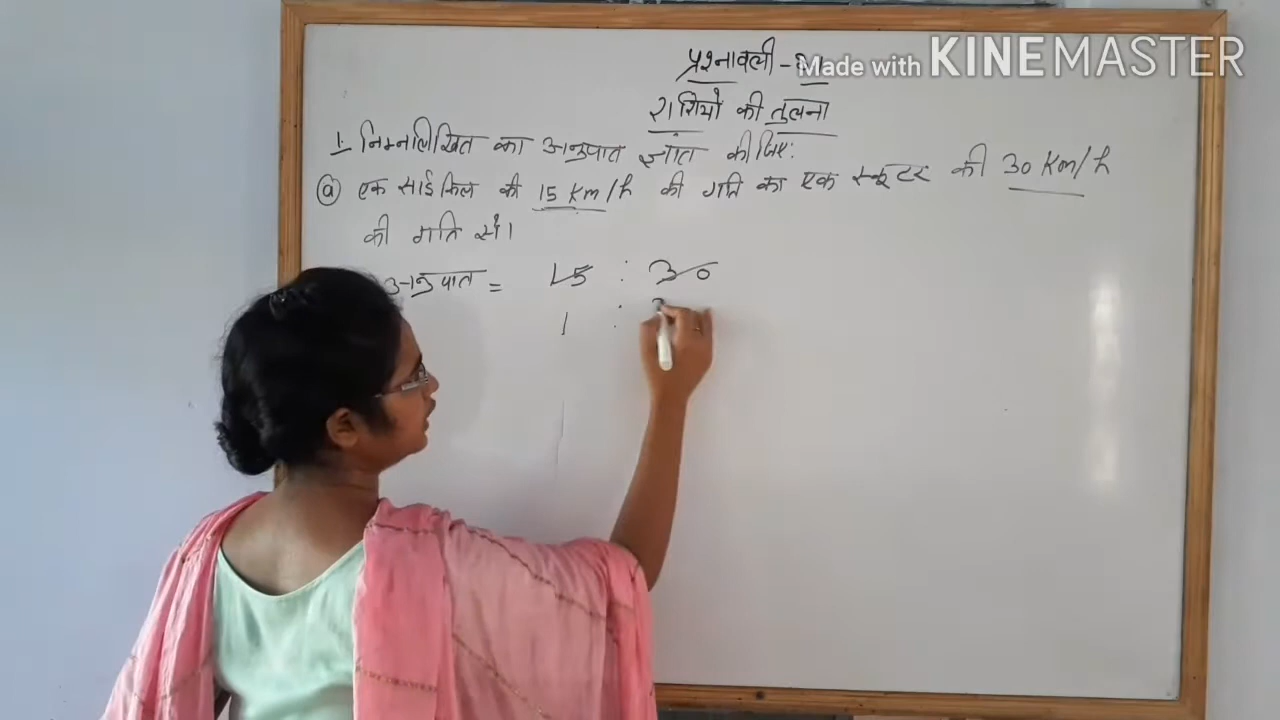 प्रश्नावली -
Made with KINEMASTER
राशियों की तुलना
1. निम्नलिखित का अनुपात ज्ञात कीजिए:
(a) एक साईकिल की 15 Km/h की गति का एक स्कूटर की 30 Km/h
की गति से।
अनुपात = 15 : 30
1 :